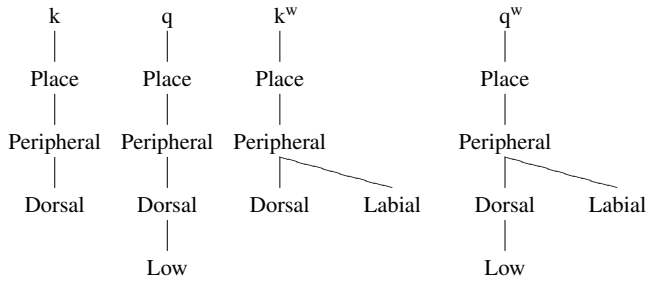 k q kʷ qʷ
Place Place Place Place
Peripheral Peripheral Peripheral Peripheral
Dorsal Dorsal Dorsal Labial Dorsal Labial
Low Low